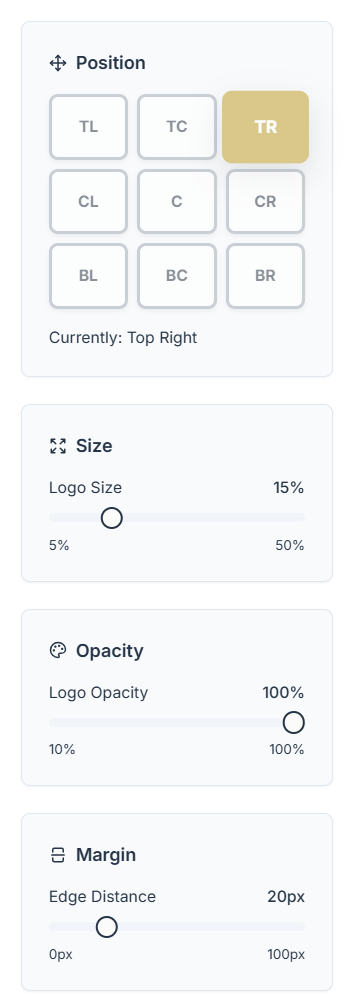 Position
TL TC TR
CL C CR
BL BC BR
Currently: Top Right
Size
Logo Size 15%
5% 50%
Opacity
Logo Opacity 100%
10% 100%
Margin
Edge Distance 20px
0px 100px